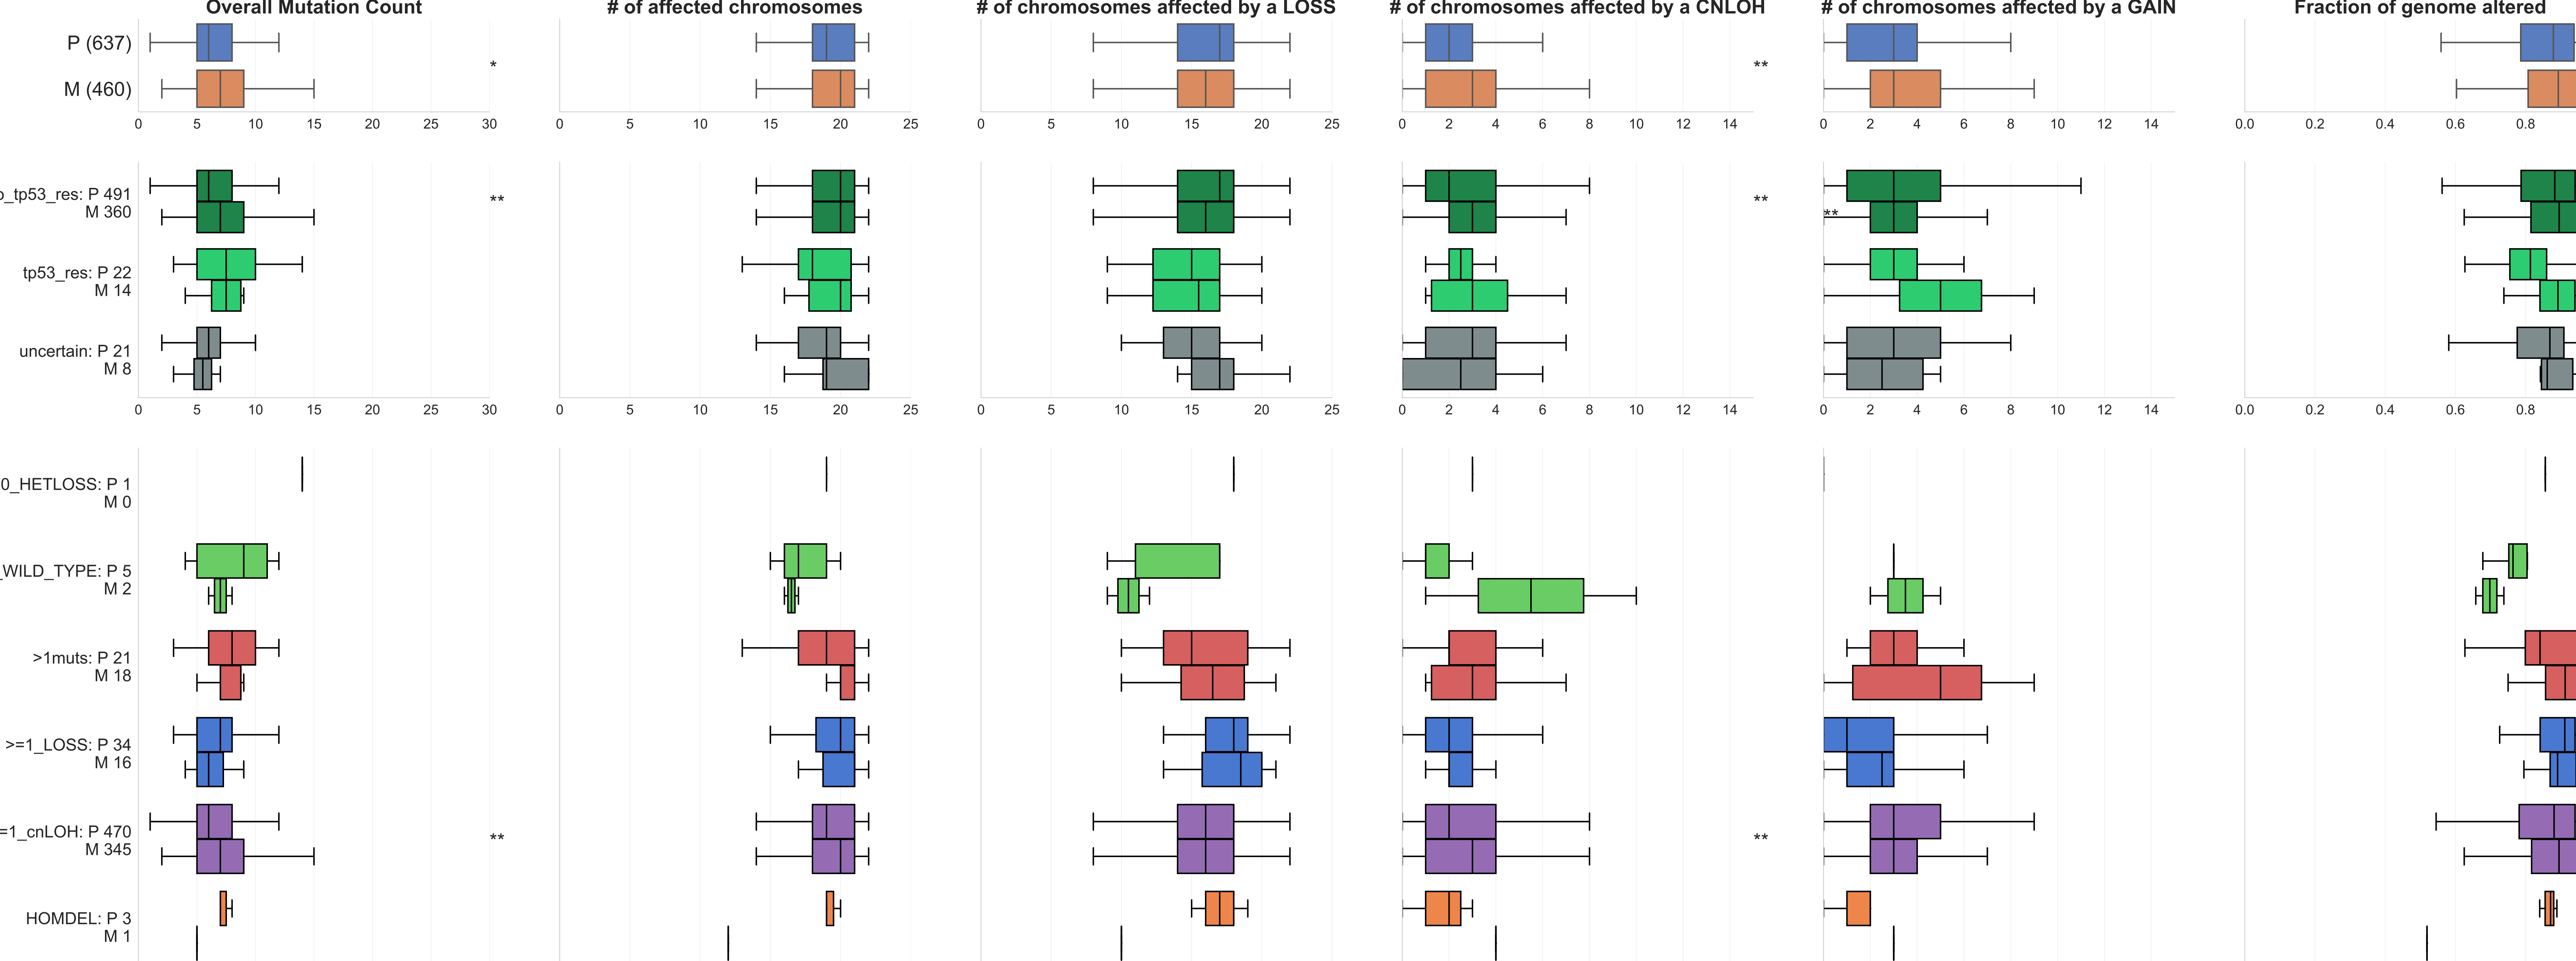 Overall Mutation Count
# of affected chromosomes
# of chromosomes affected by a LOSS
# of chromosomes affected by a CNLOH
# of chromosomes affected by a GAIN
Fraction of genome altered
P (637)
*
**
M (460)
0 5 10 15 20 25 30
0 5 10 15 20 25
0 5 10 15 20 25
0 2 4 6 8 10 12 14
0 2 4 6 8 10 12 14
0.0 0.2 0.4 0.6 0.8
o_tp53_res: P 491
**
**
M 360
**
tp53_res: P 22
M 14
uncertain: P 21
M 8
0 5 10 15 20 25 30
0 5 10 15 20 25
0 5 10 15 20 25
0 2 4 6 8 10 12 14
0 2 4 6 8 10 12 14
0.0 0.2 0.4 0.6 0.8
0_HETLOSS: P 1
M 0
_WILD_TYPE: P 5
M 2
>1muts: P 21
M 18
>=1_LOSS: P 34
M 16
=1_cnLOH: P 470
**
**
M 345
HOMDEL: P 3
M 1